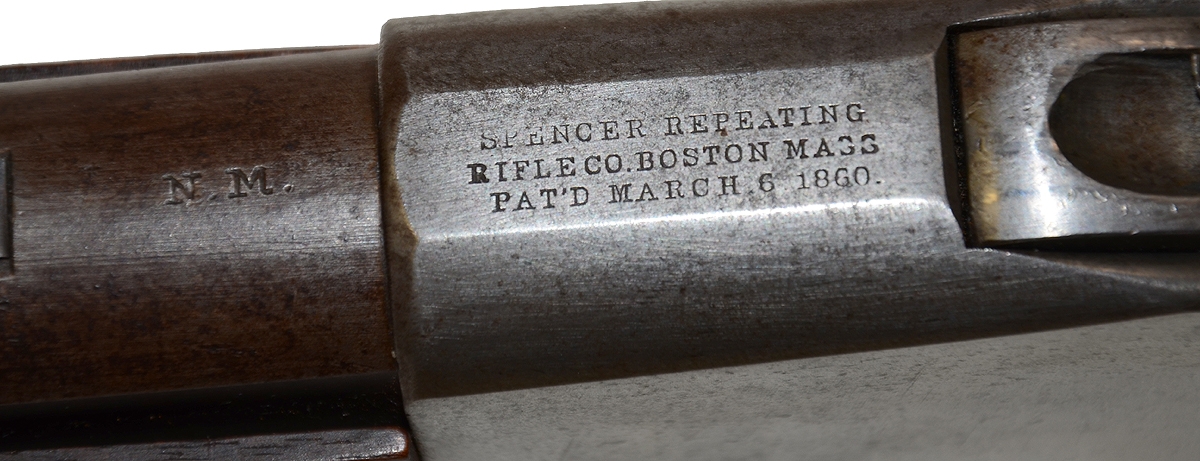 N.M.
SPENCER REPEATING
RIFLE CO. BOSTON MASS
PAT'D MARCH 6 1860.